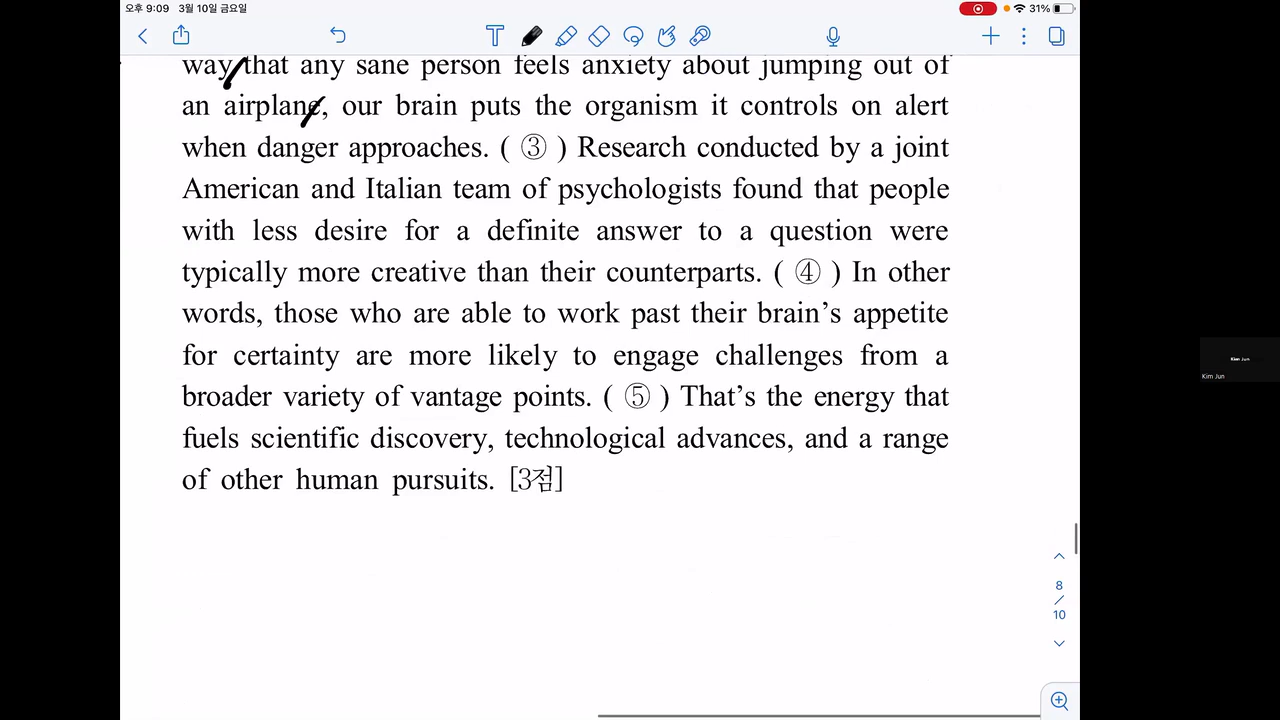 오후 9:09 3월 10일 금요일
31%
way that any sane person feels anxiety about jumping out of
an airplane, our brain puts the organism it controls on alert
when danger approaches. ( ③ ) Research conducted by a joint
American and Italian team of psychologists found that people
with less desire for a definite answer to a question were
typically more creative than their counterparts. ( ④ ) In other
words, those who are able to work past their brain's appetite
for certainty are more likely to engage challenges from a
broader variety of vantage points. ( ⑤ ) That's the energy that
fuels scientific discovery, technological advances, and a range
of other human pursuits. [3점]
8
/
10
Kim Jun
Kim Jun